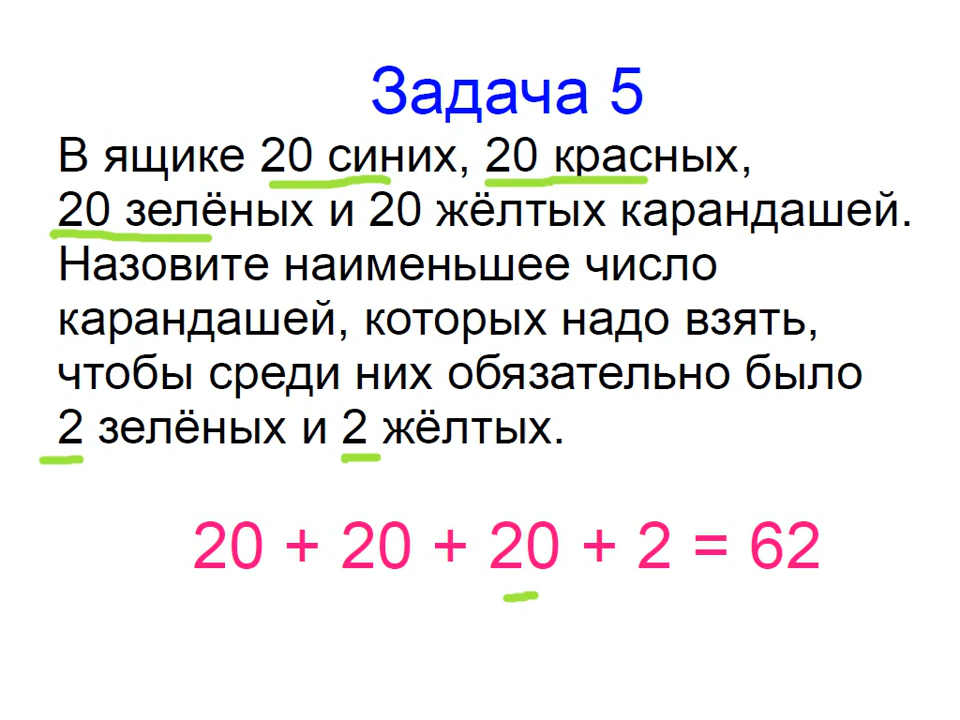 Задача 5
В ящике 20 синих, 20 красных,
20 зелёных и 20 жёлтых карандашей.
Назовите наименьшее число
карандашей, которых надо взять,
чтобы среди них обязательно было
2 зелёных и 2 жёлтых.
20 + 20 + 20 + 2 = 62